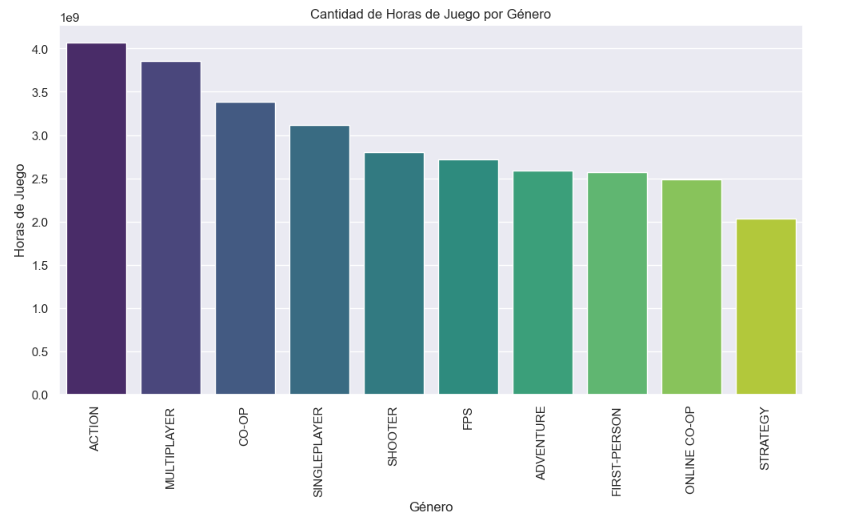 Cantidad de Horas de Juego por Género
1e9
4.0
3.5
3.0
2.5
2.0
1.5
1.0
0.5
0.0
Horas de Juego
ACTION
MULTIPLAYER
CO-OP
SINGLEPLAYER
SHOOTER
FPS
ADVENTURE
FIRST-PERSON
ONLINE CO-OP
STRATEGY
Género